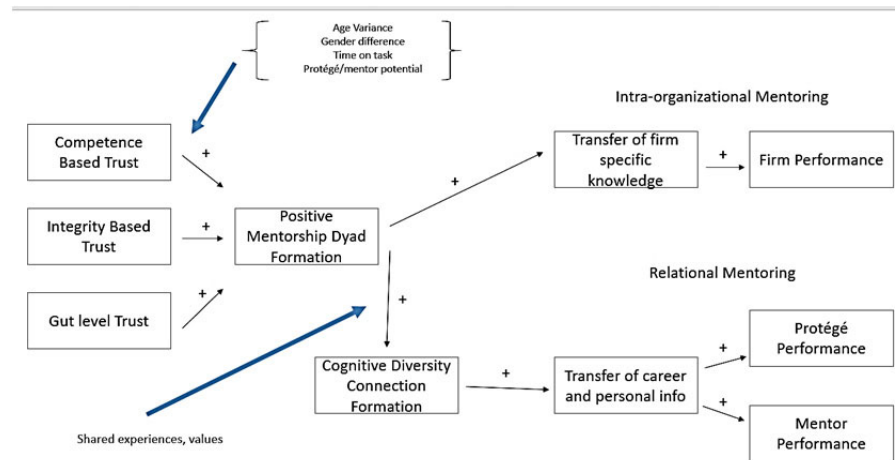 Age Variance
Gender difference
Time on task
Protégé/mentor potential
Intra-organizational Mentoring
Competence
Based Trust
+
Transfer of firm
specific
knowledge
+
Firm Performance
+
Integrity Based
Trust
+
Positive
Mentorship Dyad
Formation
Relational Mentoring
Gut level Trust
+
+
Protégé
Performance
Cognitive Diversity
Connection
Formation
+
Transfer of career
and personal info
+
+
Mentor
Performance
Shared experiences, values